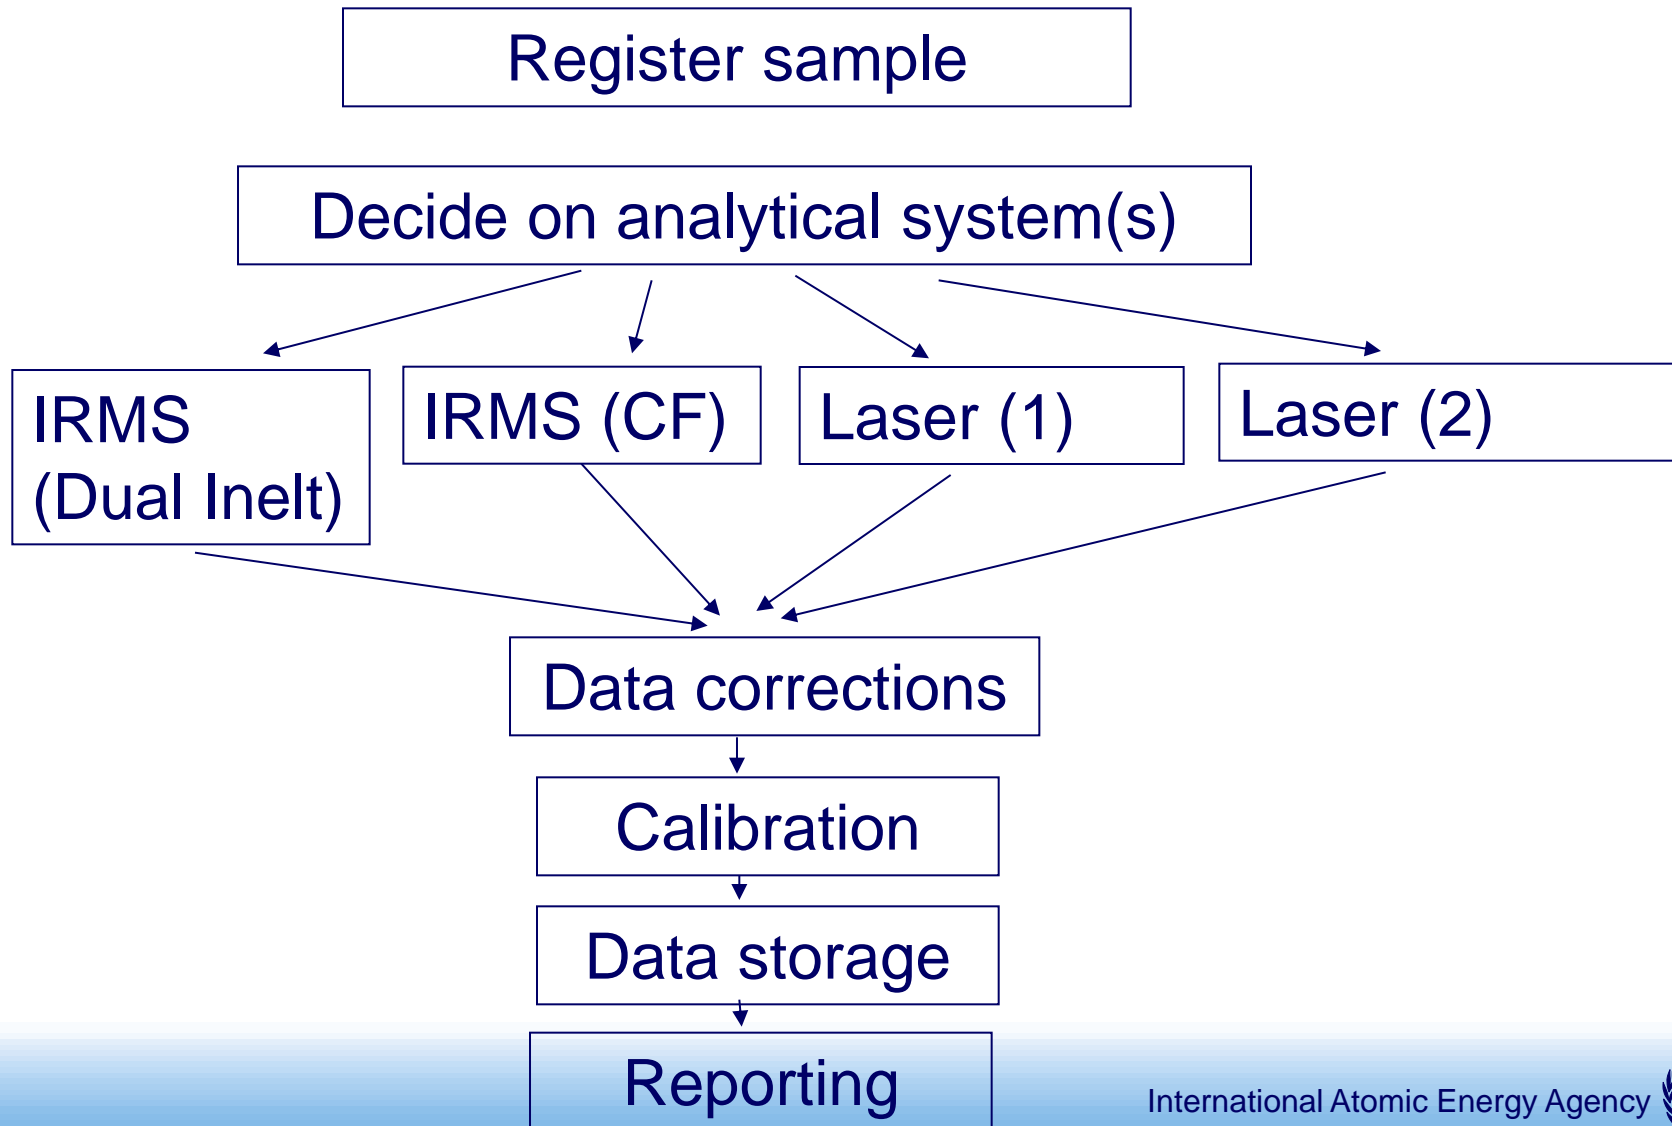 Register sample
Decide on analytical system(s)
IRMS
(Dual Inelt)
IRMS (CF)
Laser (1)
Laser (2)
Data corrections
Calibration
Data storage
Reporting
International Atomic Energy Agency